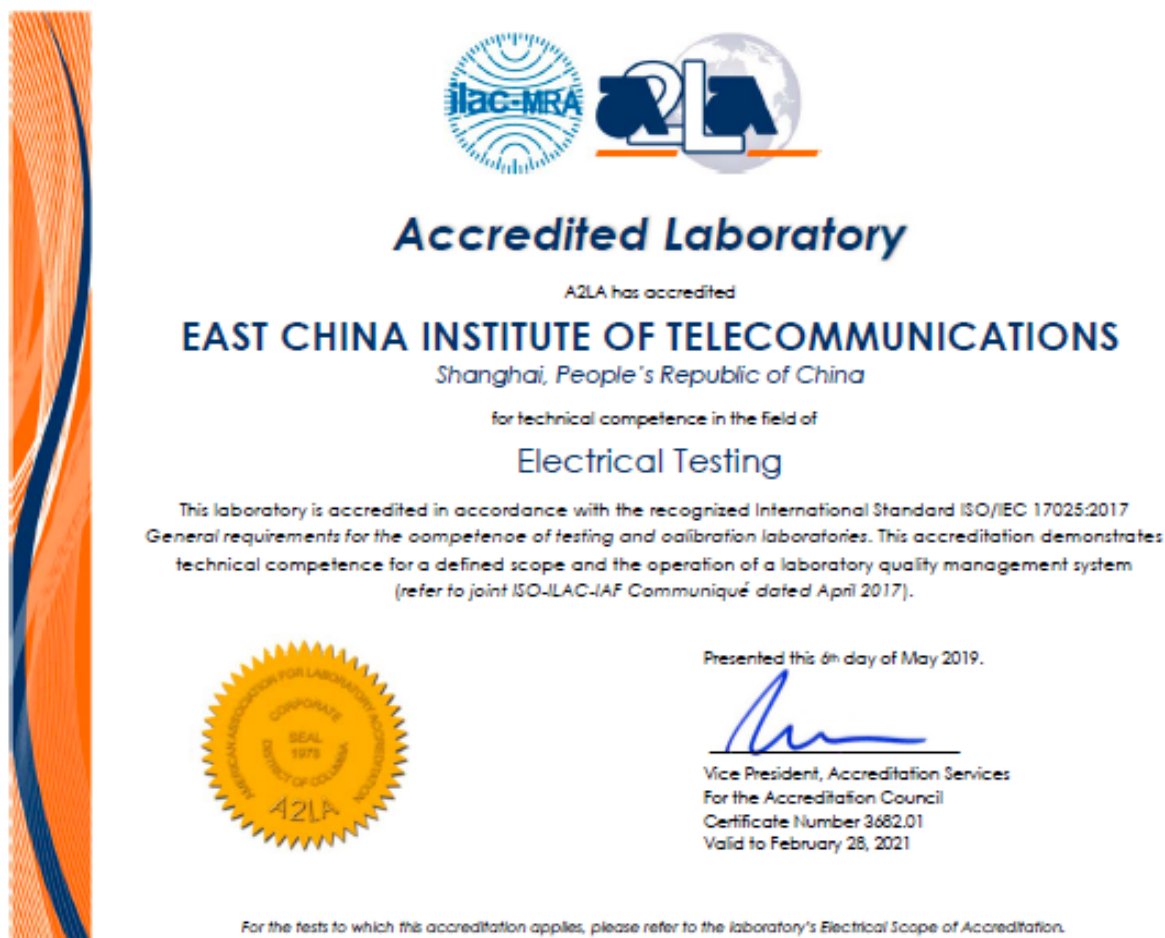 ilac-MRA
A2LA
Accredited Laboratory
A2LA has accredited
EAST CHINA INSTITUTE OF TELECOMMUNICATIONS
Shanghai, People's Republic of China
for technical competence in the field of
Electrical Testing
This laboratory is accredited in accordance with the recognized International Standard ISO/IEC 17025:2017
General requirements for the competence of testing and calibration laboratories. This accreditation demonstrates
technical competence for a defined scope and the operation of a laboratory quality management system
(refer to joint ISO-ILAC-IAF Communiqué dated April 2017).
AMERICAN ASSOCIATION FOR LABORATORY ACCREDITATION
CORPORATE
SEAL
1978
DISTRICT OF COLUMBIA
A2LA
Presented this 6th day of May 2019.
Vice President, Accreditation Services
For the Accreditation Council
Certificate Number 3682.01
Valid to February 28, 2021
For the tests to which this accreditation applies, please refer to the laboratory's Electrical Scope of Accreditation.